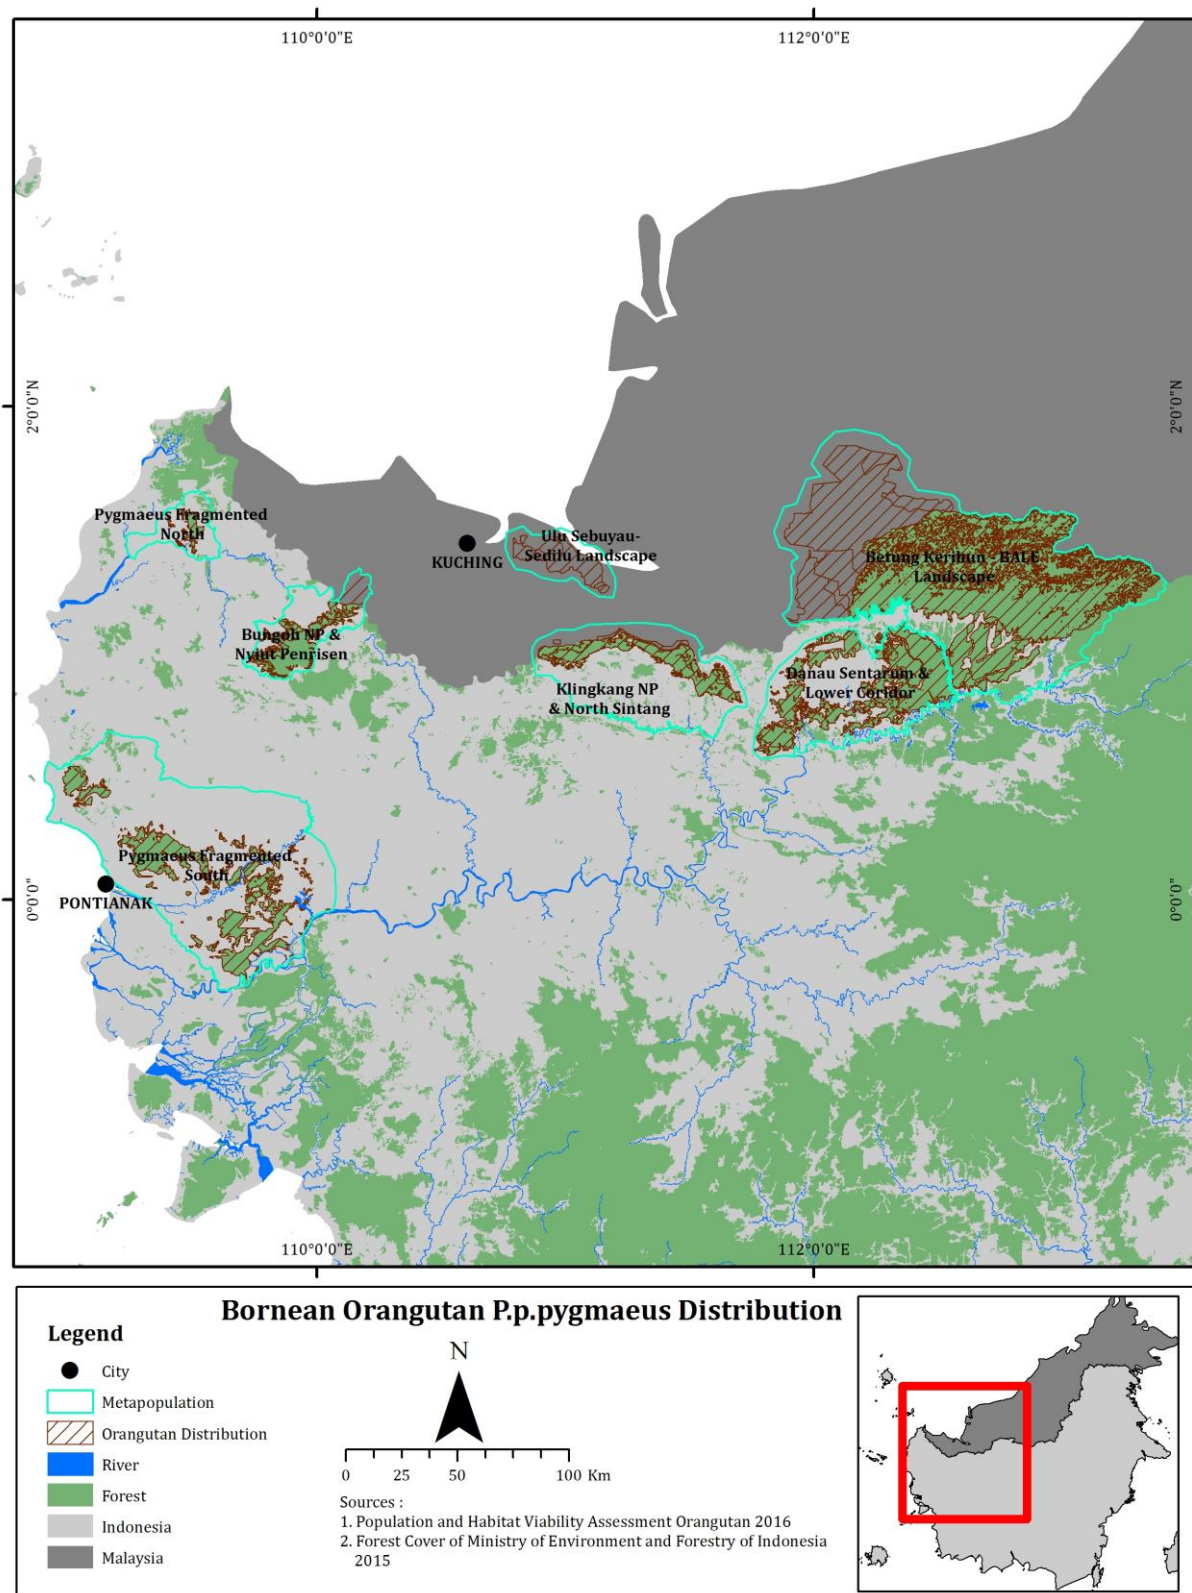 110°0'0"E
112°0'0"E
2°0'0"N
2°0'0"N
Pygmaeus Fragmented
North
KUCHING
Ulu Sebuyau-
Sedilu Landscape
Betung Kerihun - BALE
Landscape
Bungoh NP &
Nyiut Penrisen
Klingkang NP
& North Sintang
Danau Sentarum &
Lower Coridor
Pygmaeus Fragmented
South
PONTIANAK
0°0'0"
0°0'0"
110°0'0"E
112°0'0"E
Bornean Orangutan P.p.pygmaeus Distribution
Legend
City
Metapopulation
Orangutan Distribution
River
Forest
Indonesia
Malaysia
N
0 25 50 100 Km
Sources :
1. Population and Habitat Viability Assessment Orangutan 2016
2. Forest Cover of Ministry of Environment and Forestry of Indonesia
2015